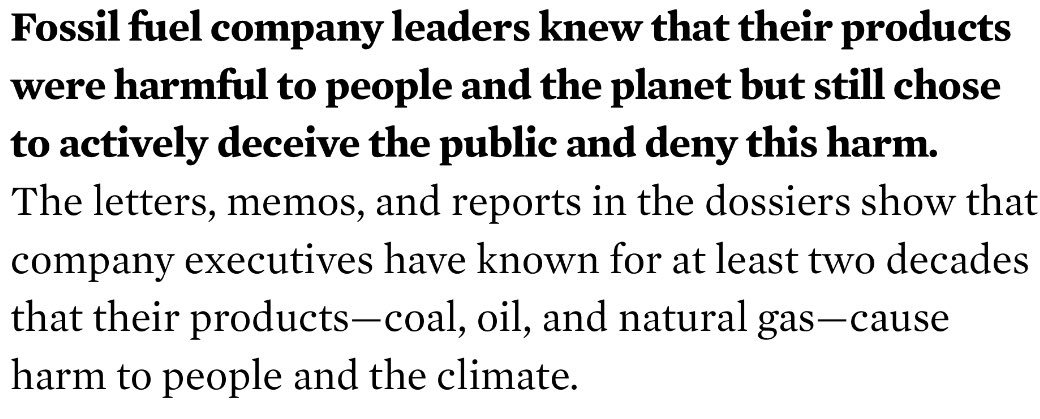 Fossil fuel company leaders knew that their products
were harmful to people and the planet but still chose
to actively deceive the public and deny this harm.
The letters, memos, and reports in the dossiers show that
company executives have known for at least two decades
that their products—coal, oil, and natural gas—cause
harm to people and the climate.